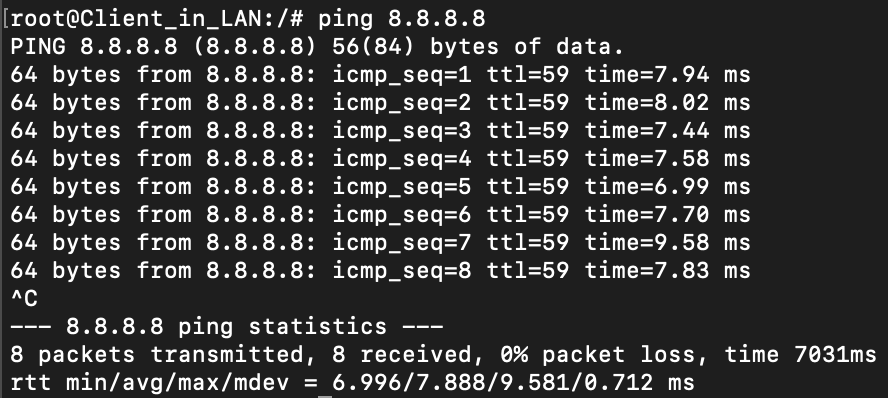 [root@Client_in_LAN:/# ping 8.8.8.8
PING 8.8.8.8 (8.8.8.8) 56(84) bytes of data.
64 bytes from 8.8.8.8: icmp_seq=1 ttl=59 time=7.94 ms
64 bytes from 8.8.8.8: icmp_seq=2 ttl=59 time=8.02 ms
64 bytes from 8.8.8.8: icmp_seq=3 ttl=59 time=7.44 ms
64 bytes from 8.8.8.8: icmp_seq=4 ttl=59 time=7.58 ms
64 bytes from 8.8.8.8: icmp_seq=5 ttl=59 time=6.99 ms
64 bytes from 8.8.8.8: icmp_seq=6 ttl=59 time=7.70 ms
64 bytes from 8.8.8.8: icmp_seq=7 ttl=59 time=9.58 ms
64 bytes from 8.8.8.8: icmp_seq=8 ttl=59 time=7.83 ms
^C
--- 8.8.8.8 ping statistics ---
8 packets transmitted, 8 received, 0% packet loss, time 7031ms
rtt min/avg/max/mdev = 6.996/7.888/9.581/0.712 ms